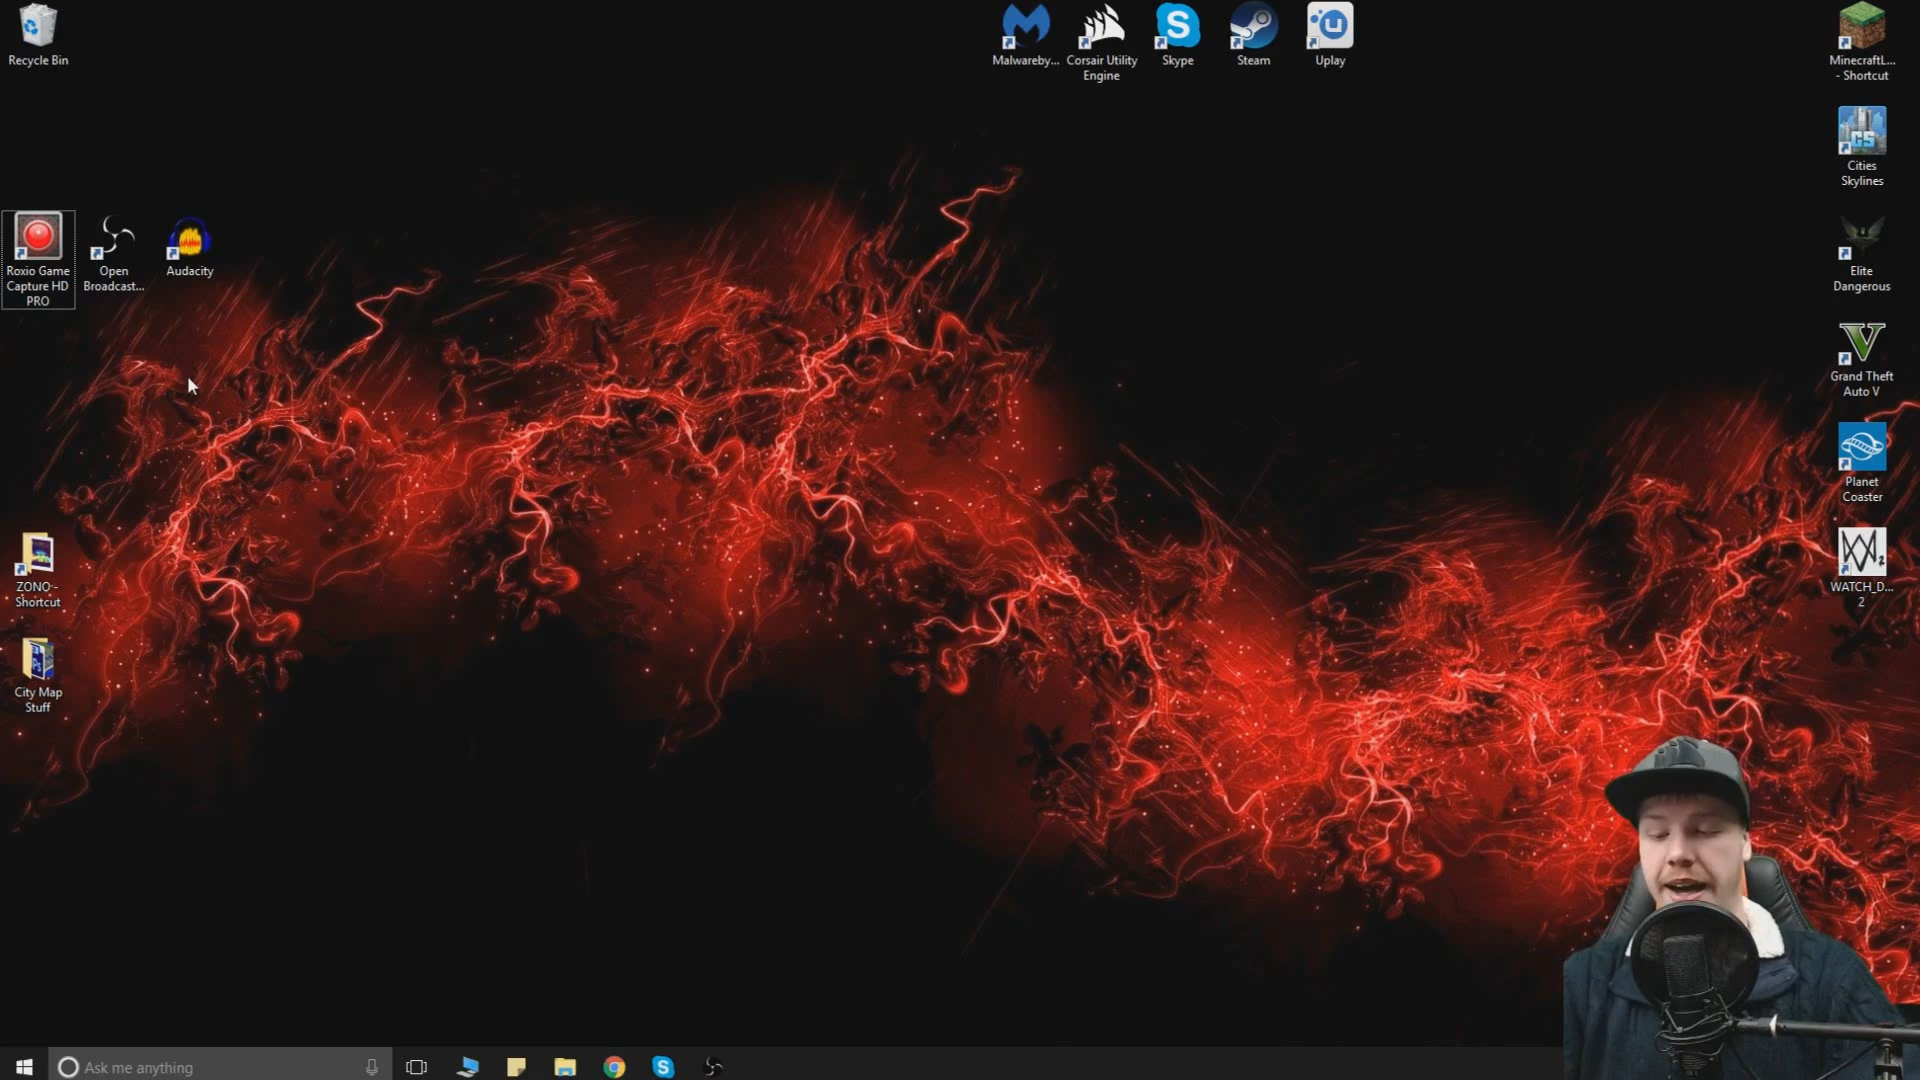 Recycle Bin
Malwareby...
Corsair Utility
Engine
Skype
Steam
Uplay
MinecraftL...
- Shortcut
Cities
Skylines
Roxio Game
Capture HD
PRO
Open
Broadcast...
Audacity
Elite
Dangerous
Grand Theft
Auto V
Planet
Coaster
ZONO -
Shortcut
WATCH_D...
2
City Map
Stuff
Ask me anything